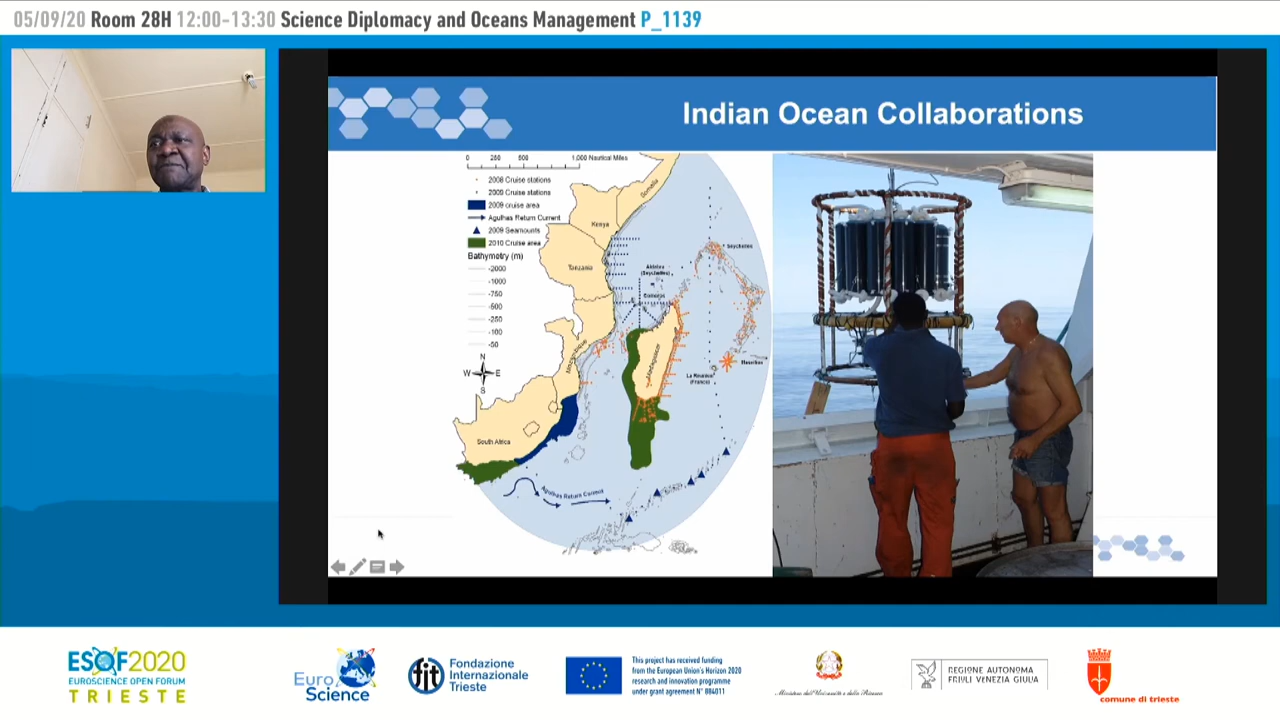 05/09/20 Room 28H 12:00-13:30 Science Diplomacy and Oceans Management P_1139
Indian Ocean Collaborations
0 250 500 1,000 Nautical Miles
2008 Cruise stations
2009 Cruise stations
2009 cruise area
Agulhas Return Current
2009 Seamounts
2010 Cruise area
Bathymetry (m)
-2000
-1000
-750
-500
-250
-100
-50
N
W E
S
Somalia
Kenya
Tanzania
Seychelles
Aldabra
(Seychelles)
Comoros
Mozambique
Madagascar
Mauritius
La Reunion
(France)
South Africa
Agulhas Return Current
ESOF2020
EUROSCIENCE OPEN FORUM
TRIESTE
Euro
Science
fit
Fondazione
Internazionale
Trieste
This project has received funding
from the European Union's Horizon 2020
research and innovation programme
under grant agreement N° 884011
Ministero dell'Università e della Ricerca
REGIONE AUTONOMA
FRIULI VENEZIA GIULIA
comune di trieste